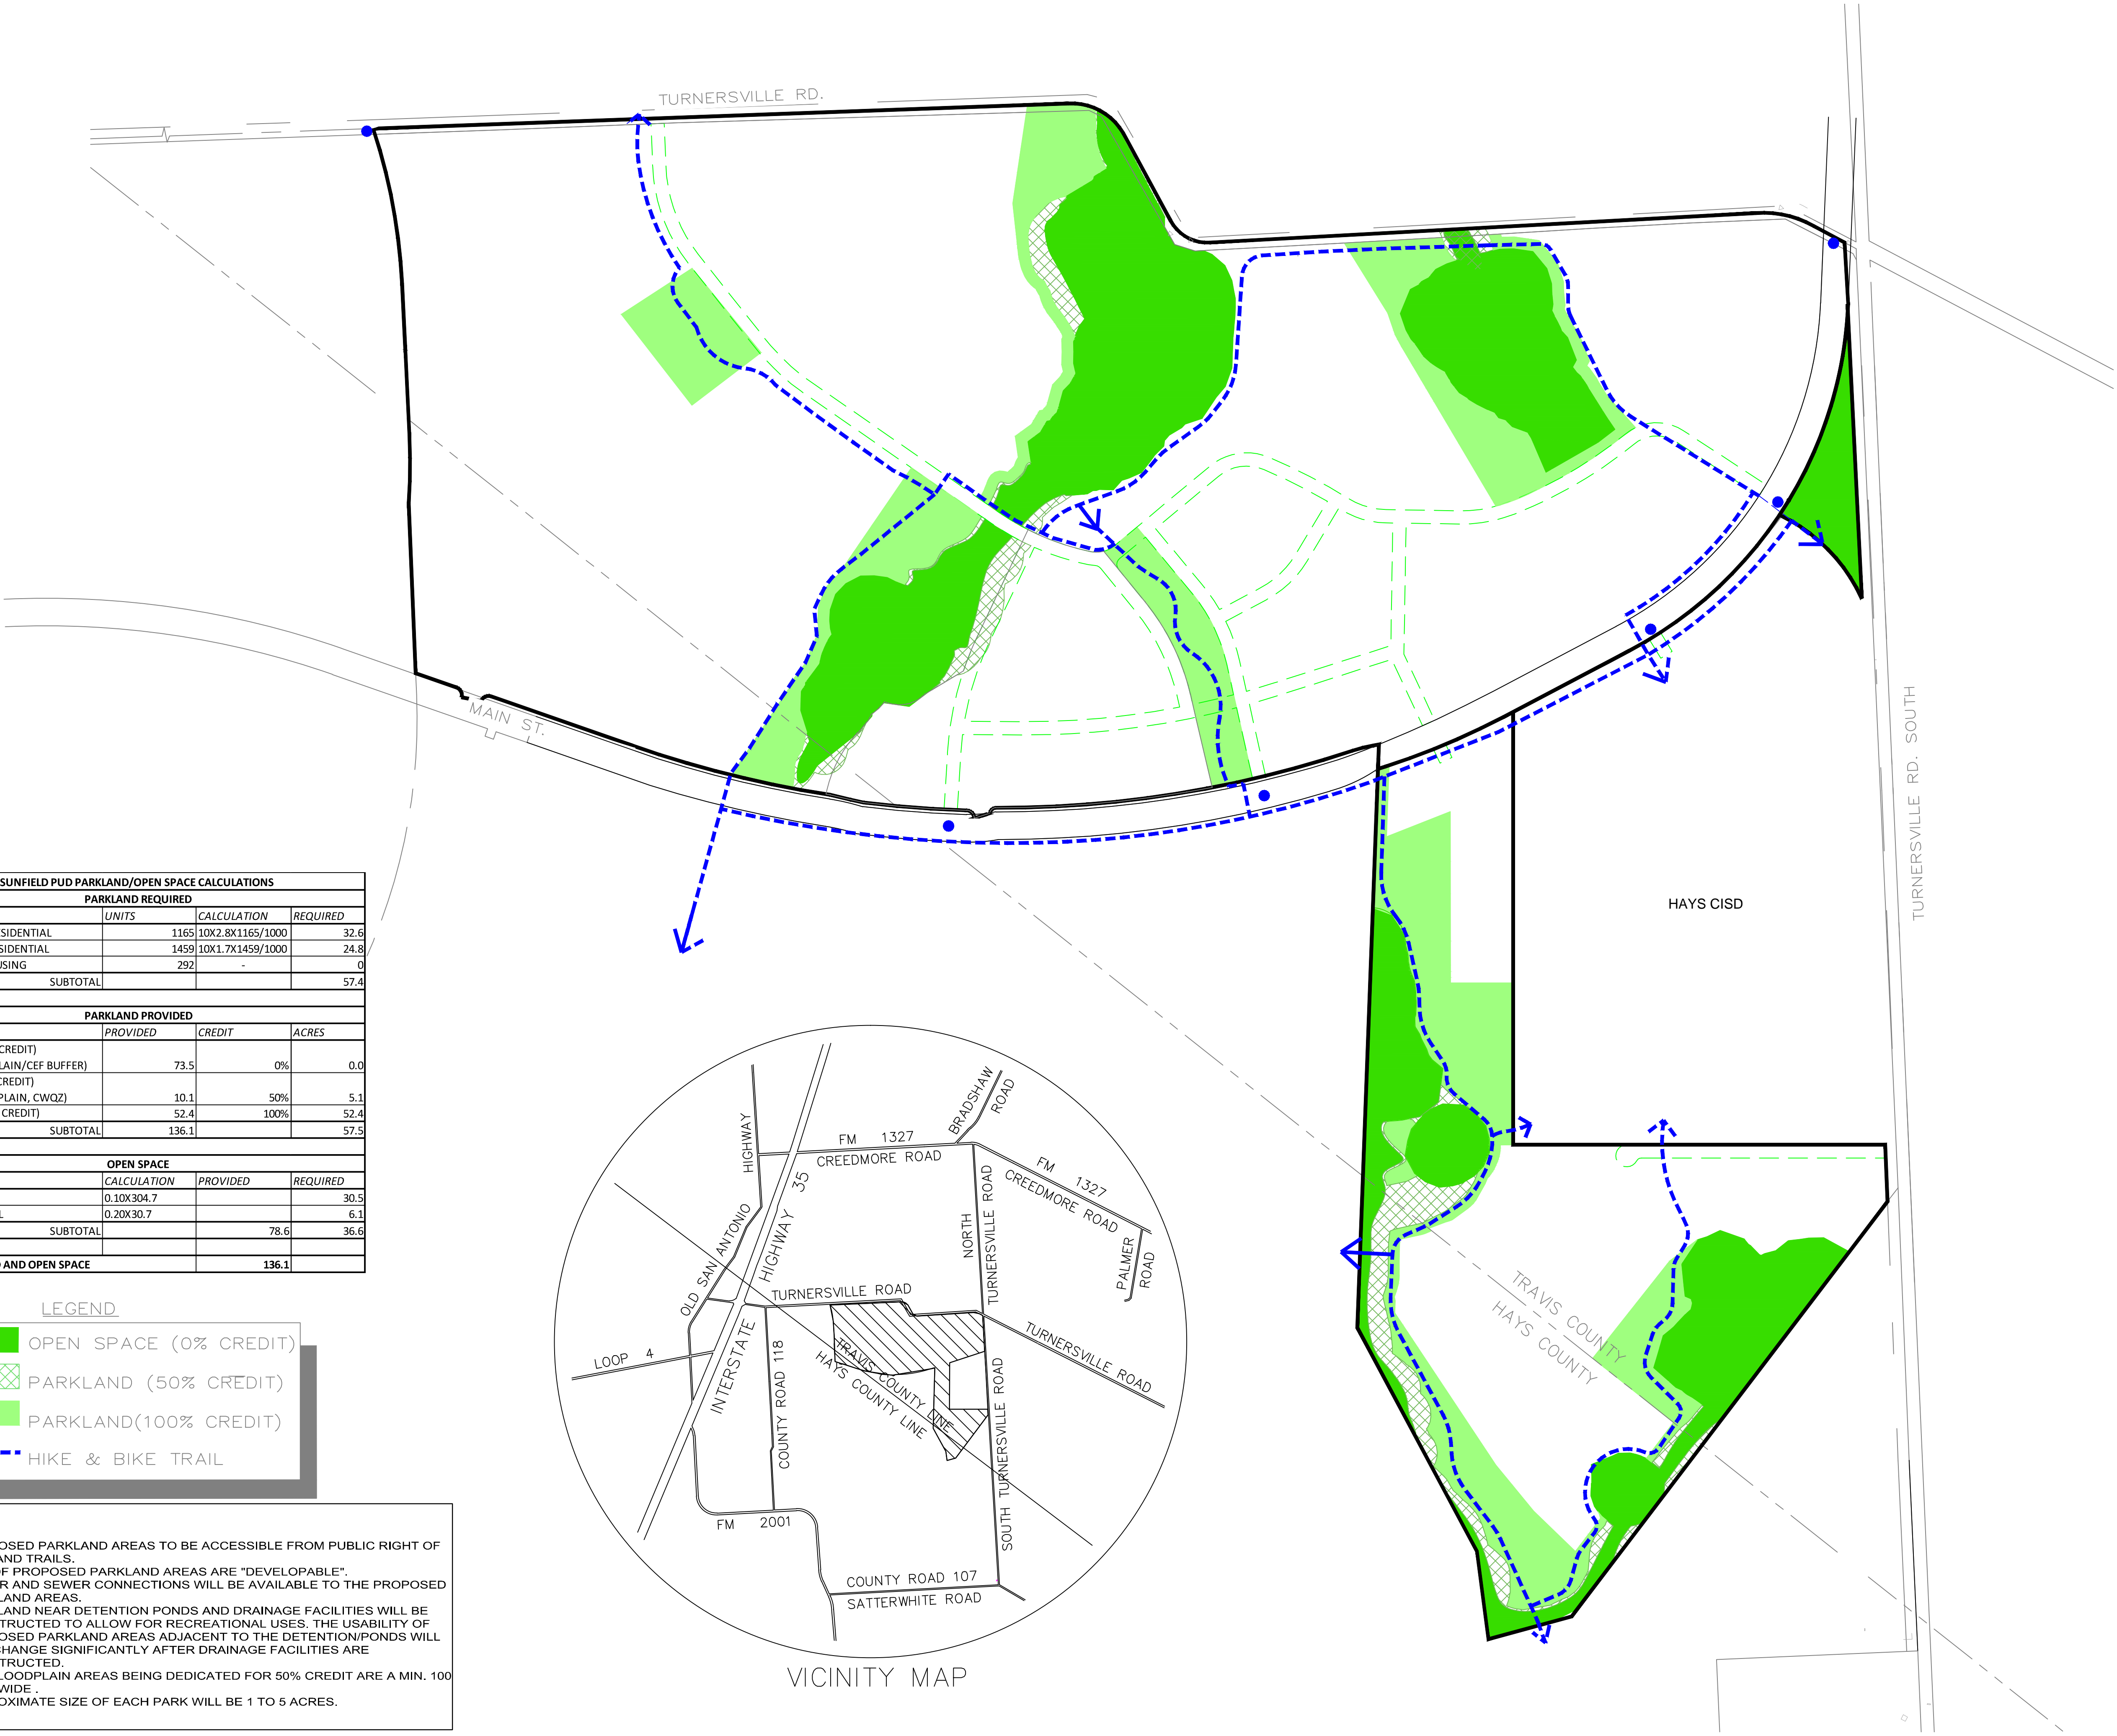 TURNERSVILLE RD.
MAIN ST.
TURNERSVILLE RD. SOUTH
HAYS CISD
TRAVIS COUNTY
HAYS COUNTY
SUNFIELD PUD PARKLAND/OPEN SPACE CALCULATIONS
PARKLAND REQUIRED
UNITS CALCULATION REQUIRED
SIDENTIAL 1165 10X2.8X1165/1000 32.6
SIDENTIAL 1459 10X1.7X1459/1000 24.8
USING 292 - 0
SUBTOTAL 57.4
PARKLAND PROVIDED
PROVIDED CREDIT ACRES
CREDIT)
LAIN/CEF BUFFER) 73.5 0% 0.0
CREDIT)
PLAIN, CWQZ) 10.1 50% 5.1
CREDIT) 52.4 100% 52.4
SUBTOTAL 136.1 57.5
OPEN SPACE
CALCULATION PROVIDED REQUIRED
0.10X304.7 30.5
L 0.20X30.7 6.1
SUBTOTAL 78.6 36.6
AND OPEN SPACE 136.1
LEGEND
OPEN SPACE (0% CREDIT)
PARKLAND (50% CREDIT)
PARKLAND(100% CREDIT)
HIKE & BIKE TRAIL
OSED PARKLAND AREAS TO BE ACCESSIBLE FROM PUBLIC RIGHT OF
AND TRAILS.
OF PROPOSED PARKLAND AREAS ARE "DEVELOPABLE".
R AND SEWER CONNECTIONS WILL BE AVAILABLE TO THE PROPOSED
LAND AREAS.
LAND NEAR DETENTION PONDS AND DRAINAGE FACILITIES WILL BE
TRUCTED TO ALLOW FOR RECREATIONAL USES. THE USABILITY OF
OSED PARKLAND AREAS ADJACENT TO THE DETENTION/PONDS WILL
CHANGE SIGNIFICANTLY AFTER DRAINAGE FACILITIES ARE
TRUCTED.
LOODPLAIN AREAS BEING DEDICATED FOR 50% CREDIT ARE A MIN. 100
WIDE .
OXIMATE SIZE OF EACH PARK WILL BE 1 TO 5 ACRES.
HIGHWAY
OLD SAN ANTONIO
INTERSTATE
HIGHWAY 35
FM 1327
CREEDMORE ROAD
BRADSHAW
ROAD
FM 1327
CREEDMORE ROAD
NORTH
TURNERSVILLE ROAD
PALMER
ROAD
TURNERSVILLE ROAD
TURNERSVILLE ROAD
LOOP 4
COUNTY ROAD 118
TRAVIS COUNTY LINE
HAYS COUNTY LINE
SOUTH TURNERSVILLE ROAD
FM 2001
COUNTY ROAD 107
SATTERWHITE ROAD
VICINITY MAP